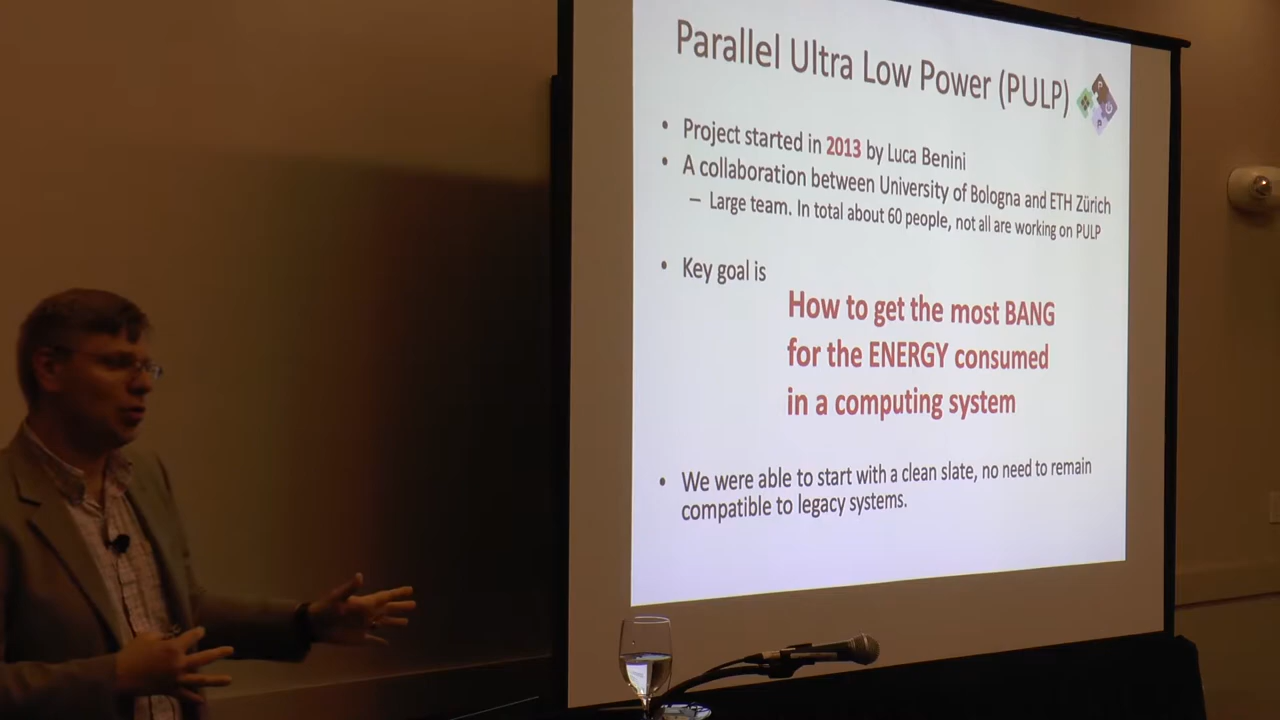 Parallel Ultra Low Power (PULP)
• Project started in 2013 by Luca Benini
• A collaboration between University of Bologna and ETH Zürich
– Large team. In total about 60 people, not all are working on PULP
• Key goal is
How to get the most BANG
for the ENERGY consumed
in a computing system
• We were able to start with a clean slate, no need to remain
compatible to legacy systems.